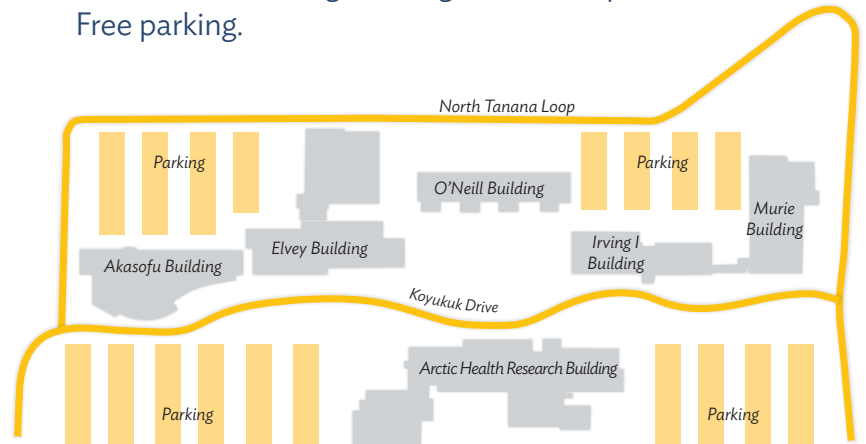 Free parking.
North Tanana Loop
Parking
Parking
O'Neill Building
Murie
Building
Elvey Building
Irving I
Building
Akasofu Building
Koyukuk Drive
Arctic Health Research Building
Parking
Parking